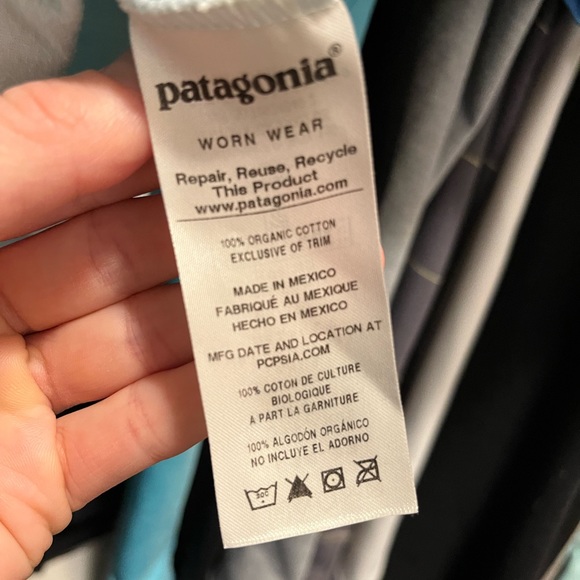 patagonia®
WORN WEAR
Repair, Reuse, Recycle
This Product
www.patagonia.com
100% ORGANIC COTTON
EXCLUSIVE OF TRIM
MADE IN MEXICO
FABRIQUÉ AU MEXIQUE
HECHO EN MEXICO
MFG DATE AND LOCATION AT
PCPSIA.COM
100% COTON DE CULTURE
BIOLOGIQUE
A PART LA GARNITURE
100% ALGODÓN ORGÁNICO
NO INCLUYE EL ADORNO